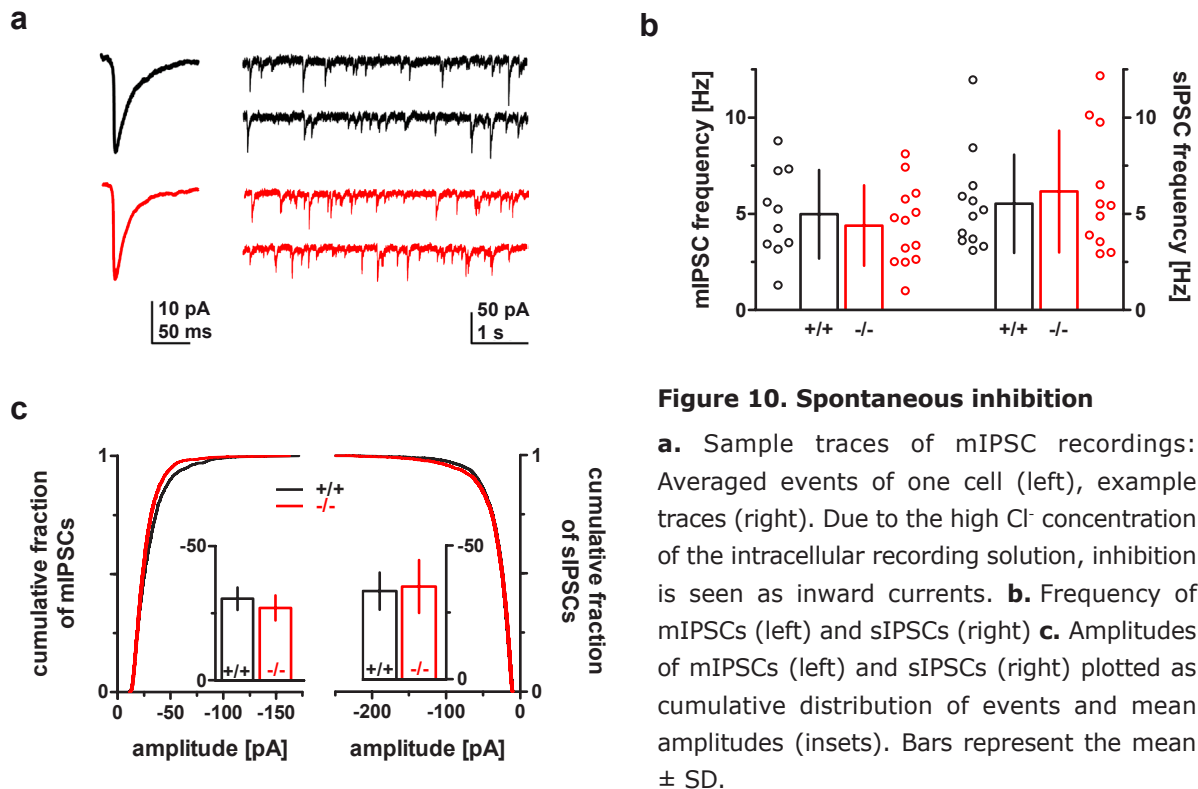 a
10 pA
50 ms
50 pA
1 s
b
mIPSC frequency [Hz]
10
5
0
+/+
-/-
+/+
-/-
10
5
0
sIPSC frequency [Hz]
c
cumulative fraction
of mIPSCs
1
0
0
-50
-100
-150
amplitude [pA]
+/+
-/-
-50
0
+/+
-/-
-50
0
+/+
-/-
1
0
-200
-100
0
amplitude [pA]
cumulative fraction
of sIPSCs
Figure 10. Spontaneous inhibition
a. Sample traces of mIPSC recordings:
Averaged events of one cell (left), example
traces (right). Due to the high Cl- concentration
of the intracellular recording solution, inhibition
is seen as inward currents. b. Frequency of
mIPSCs (left) and sIPSCs (right) c. Amplitudes
of mIPSCs (left) and sIPSCs (right) plotted as
cumulative distribution of events and mean
amplitudes (insets). Bars represent the mean
± SD.